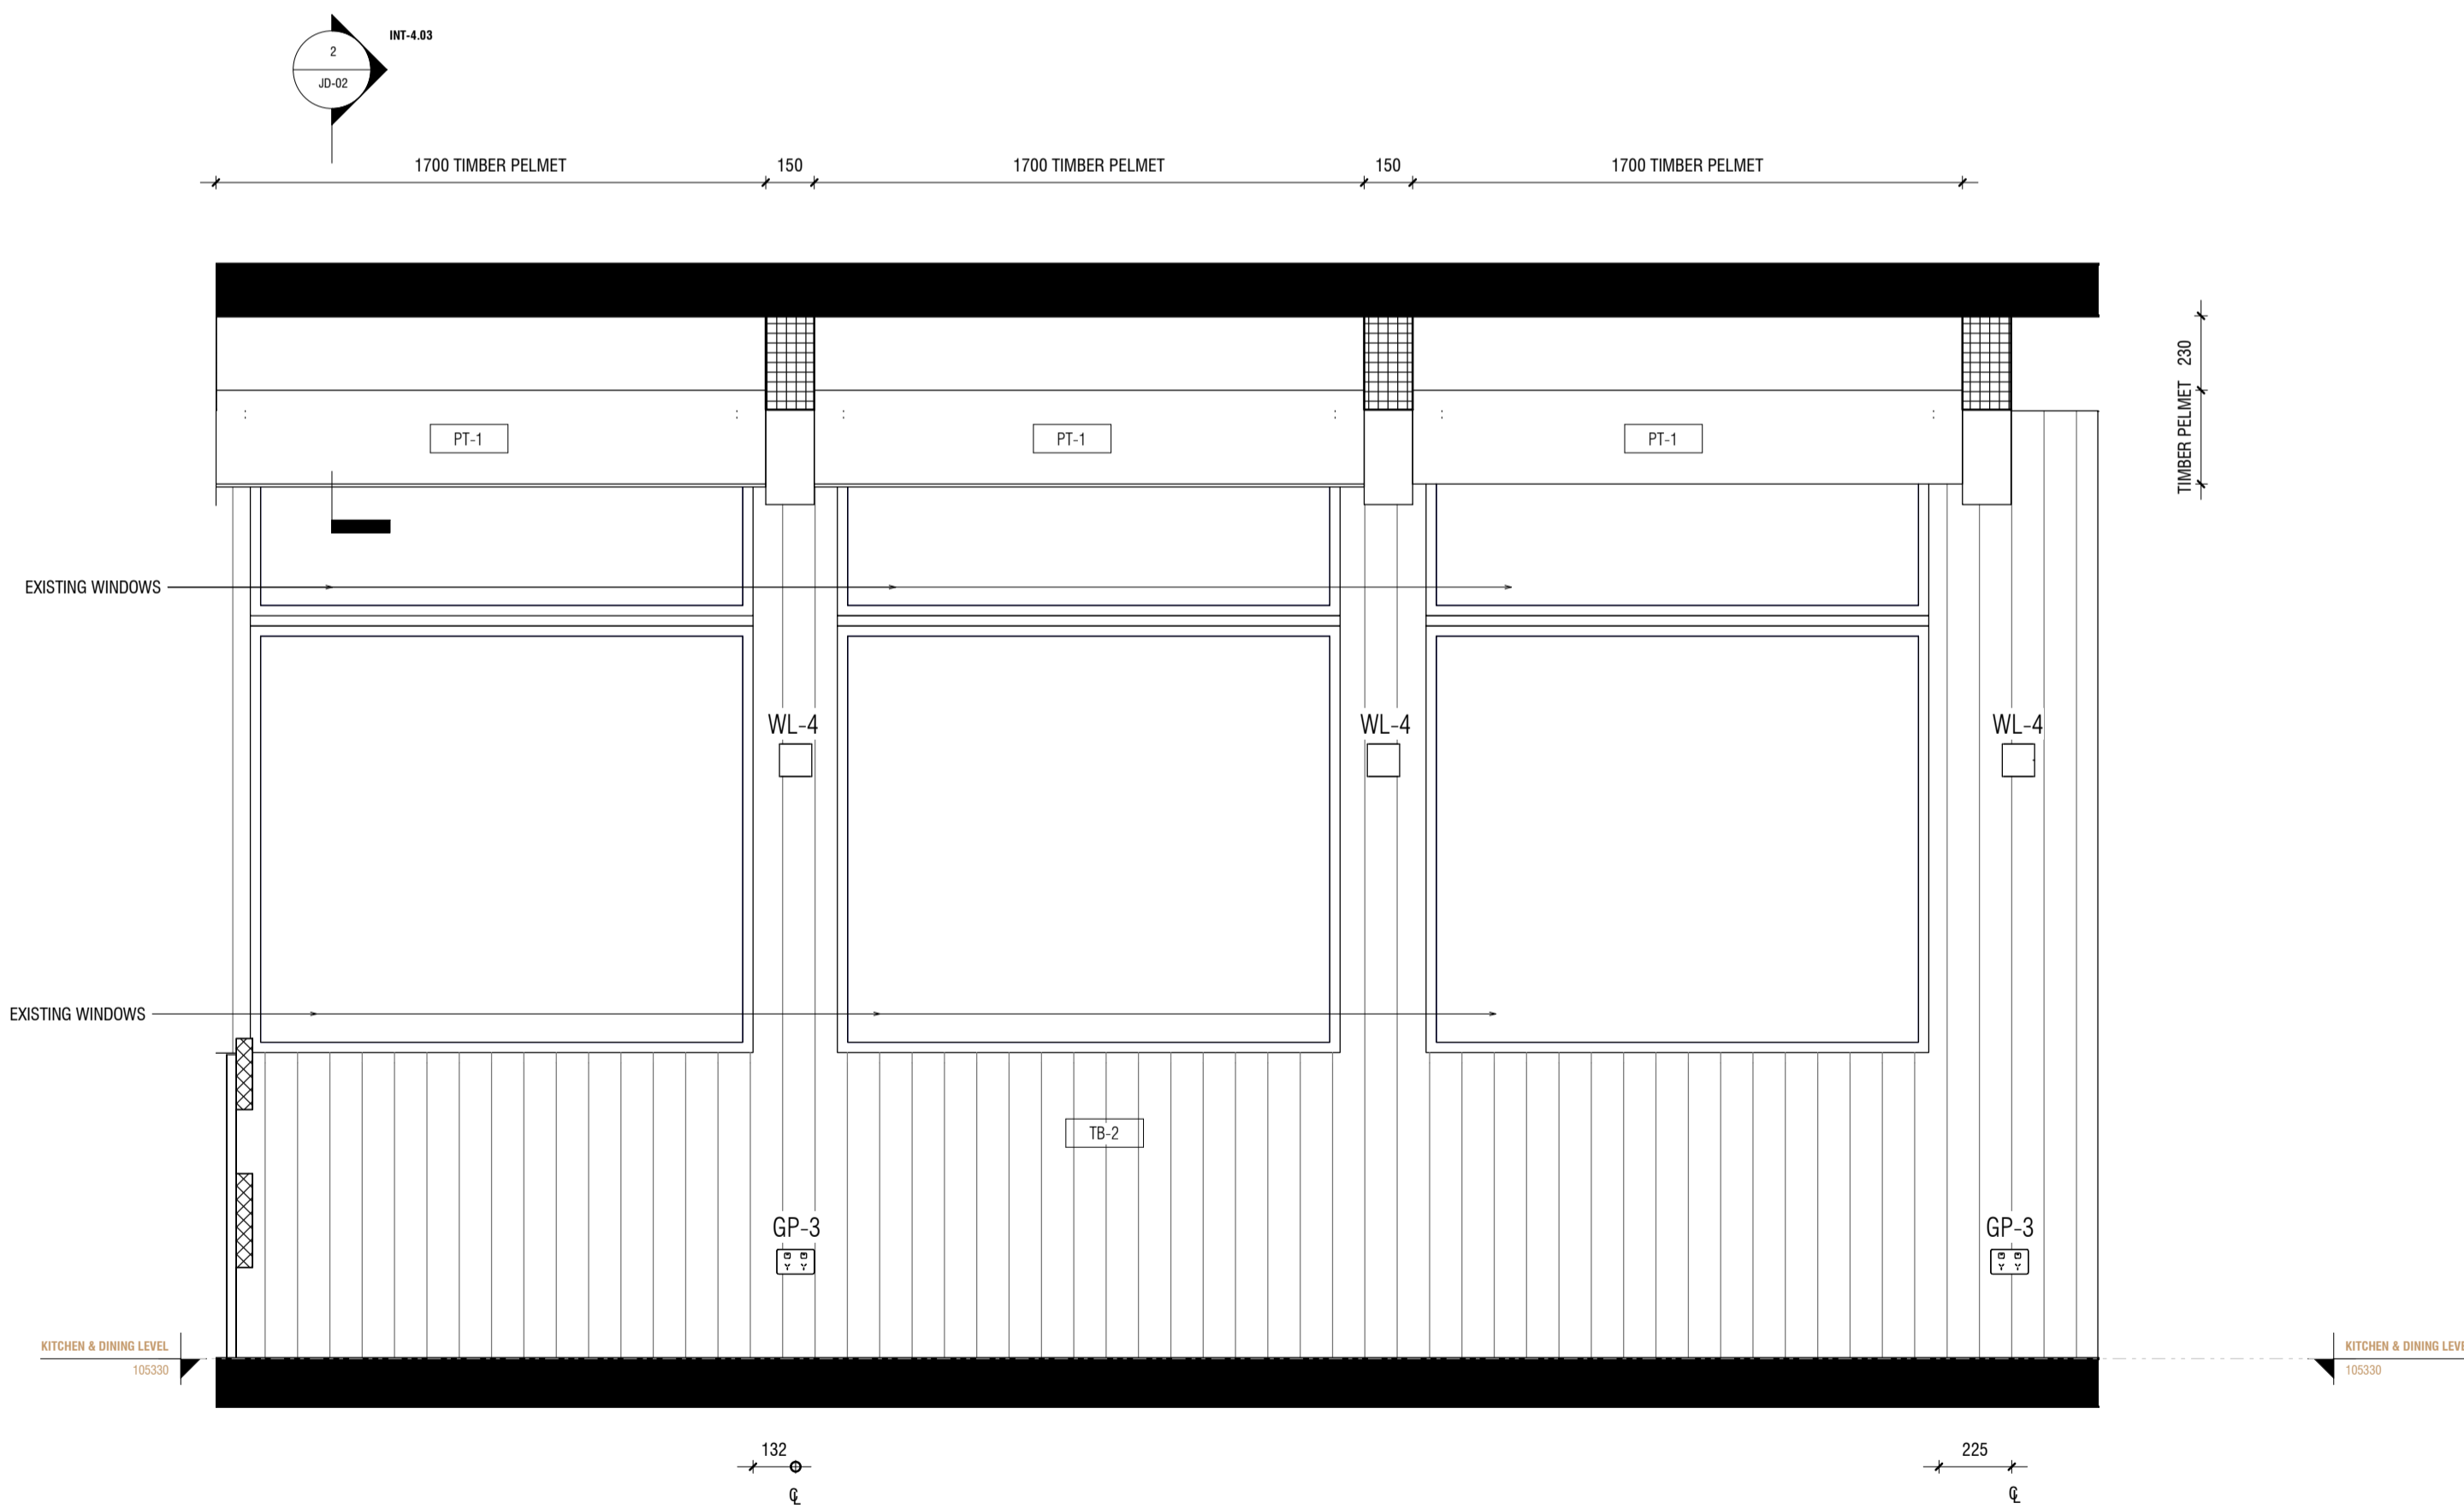 INT-4.03
2
JD-02
1700 TIMBER PELMET
150
1700 TIMBER PELMET
150
1700 TIMBER PELMET
TIMBER PELMET 230
PT-1
PT-1
PT-1
EXISTING WINDOWS
WL-4
WL-4
WL-4
EXISTING WINDOWS
TB-2
GP-3
GP-3
KITCHEN & DINING LEVEL
105330
KITCHEN & DINING LEVE
105330
132
225
℄
℄